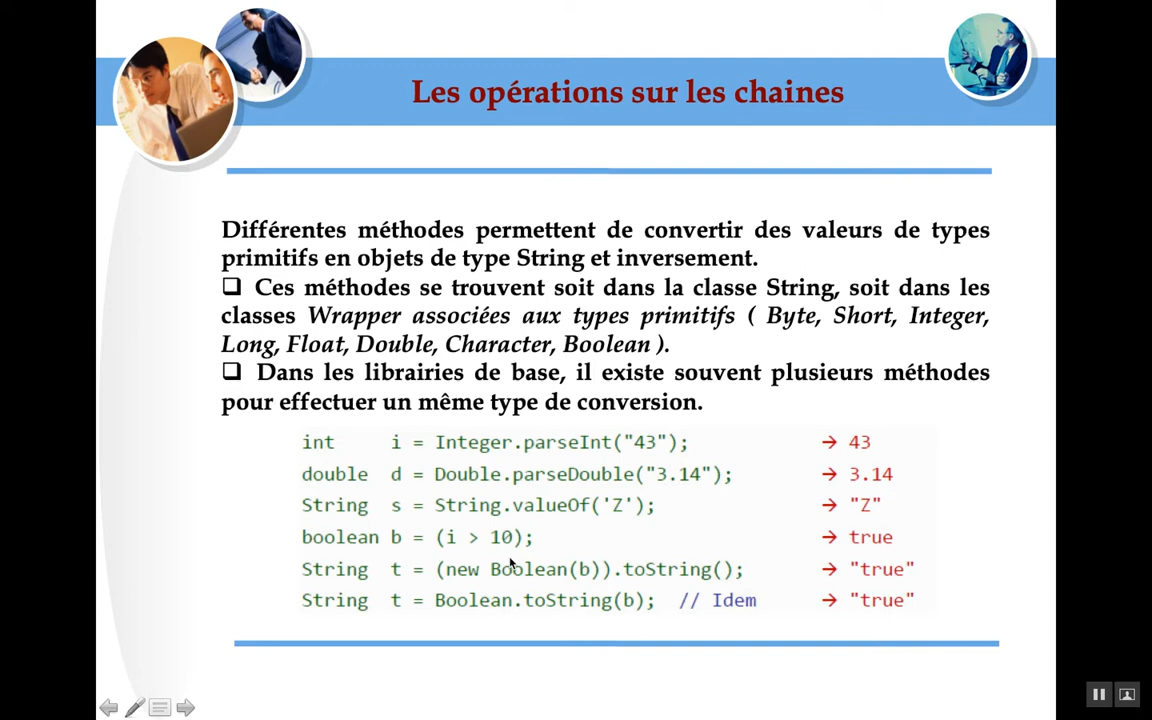 Les opérations sur les chaines
Différentes méthodes permettent de convertir des valeurs de types
primitifs en objets de type String et inversement.
❑ Ces méthodes se trouvent soit dans la classe String, soit dans les
classes Wrapper associées aux types primitifs ( Byte, Short, Integer,
Long, Float, Double, Character, Boolean ).
❑ Dans les librairies de base, il existe souvent plusieurs méthodes
pour effectuer un même type de conversion.
int i = Integer.parseInt("43"); → 43
double d = Double.parseDouble("3.14"); → 3.14
String s = String.valueOf('Z'); → "Z"
boolean b = (i > 10); → true
String t = (new Boolean(b)).toString(); → "true"
String t = Boolean.toString(b); // Idem → "true"